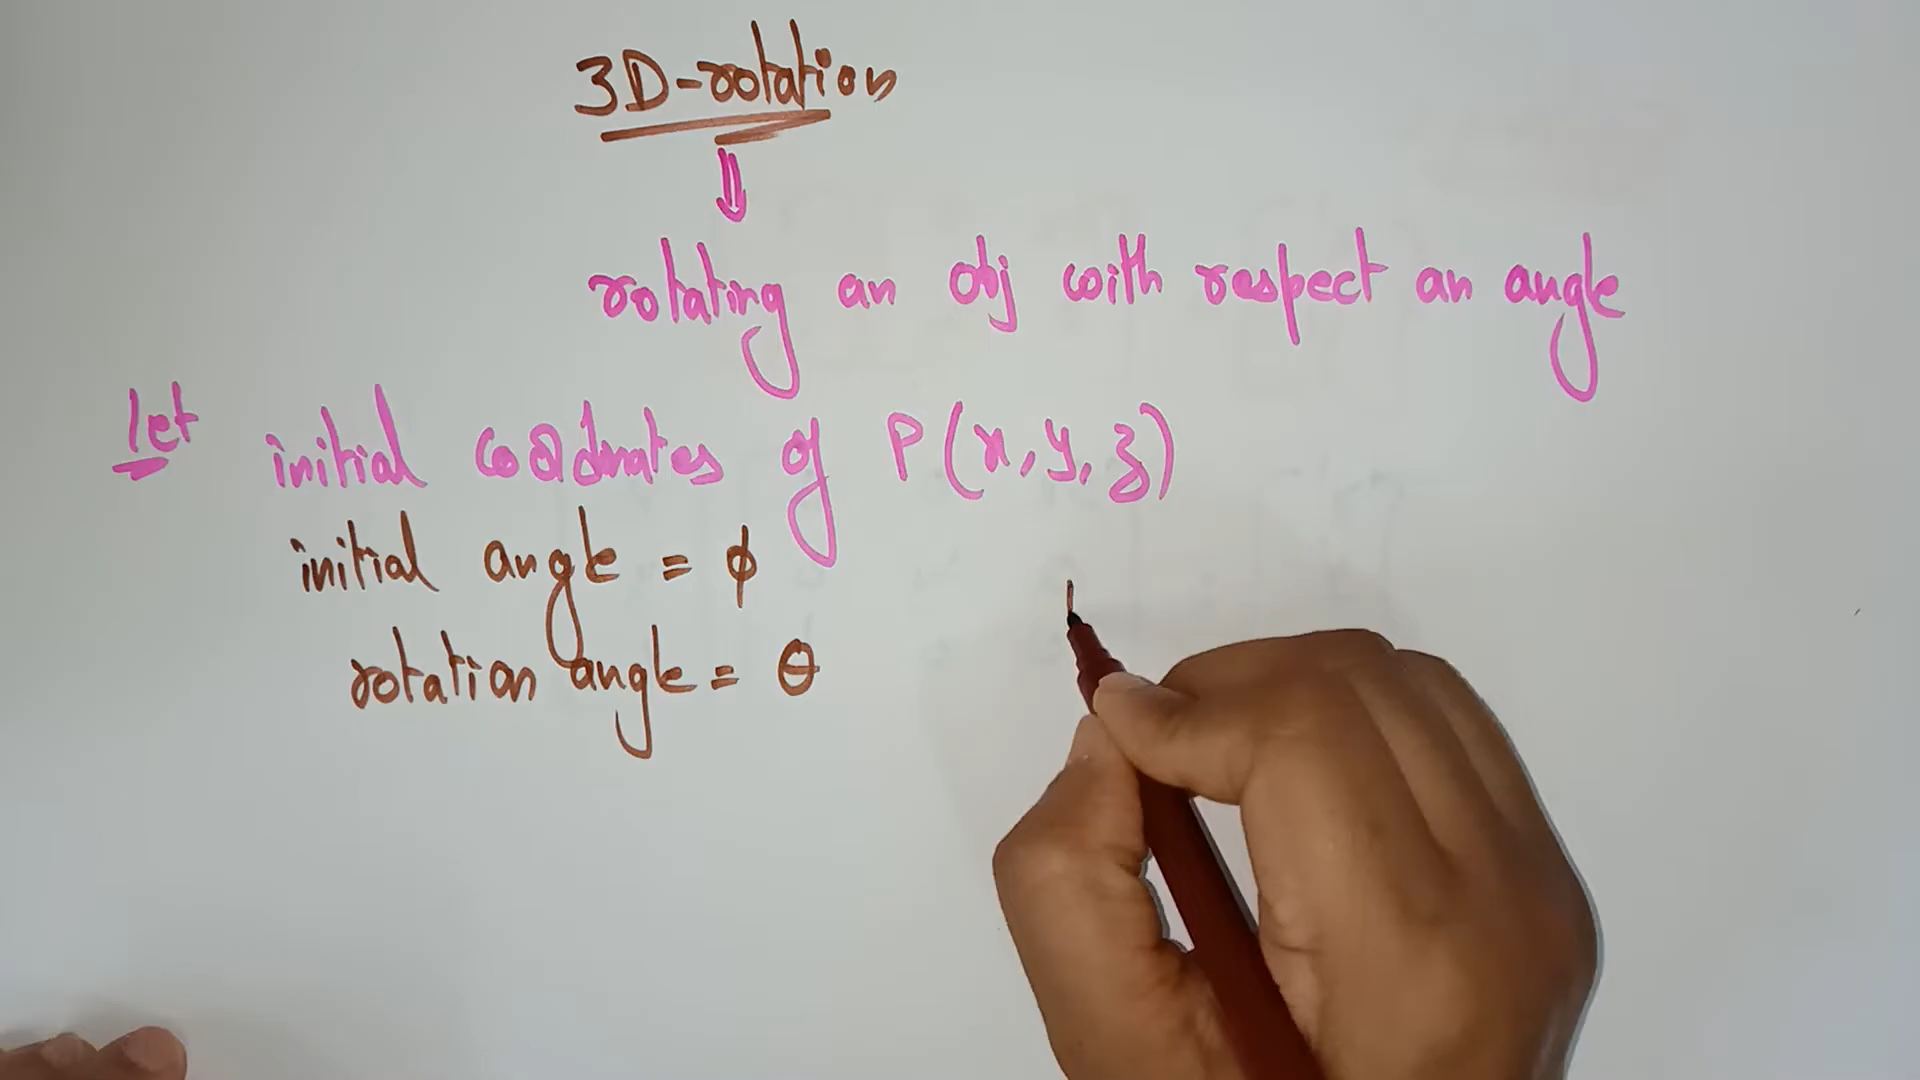 3D-rotation
rotating an obj with respect an angle
let initial coordinates of P(x, y, z)
initial angle = ϕ
rotation angle = θ